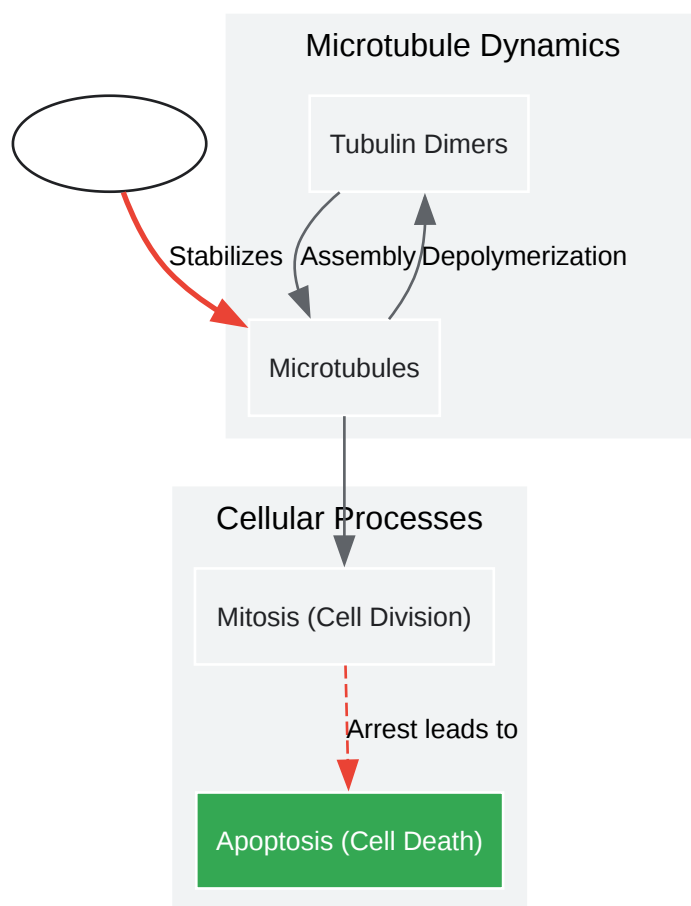 Microtubule Dynamics
Tubulin Dimers
Stabilizes
Assembly
Depolymerization
Microtubules
Cellular Processes
Mitosis (Cell Division)
Arrest leads to
Apoptosis (Cell Death)